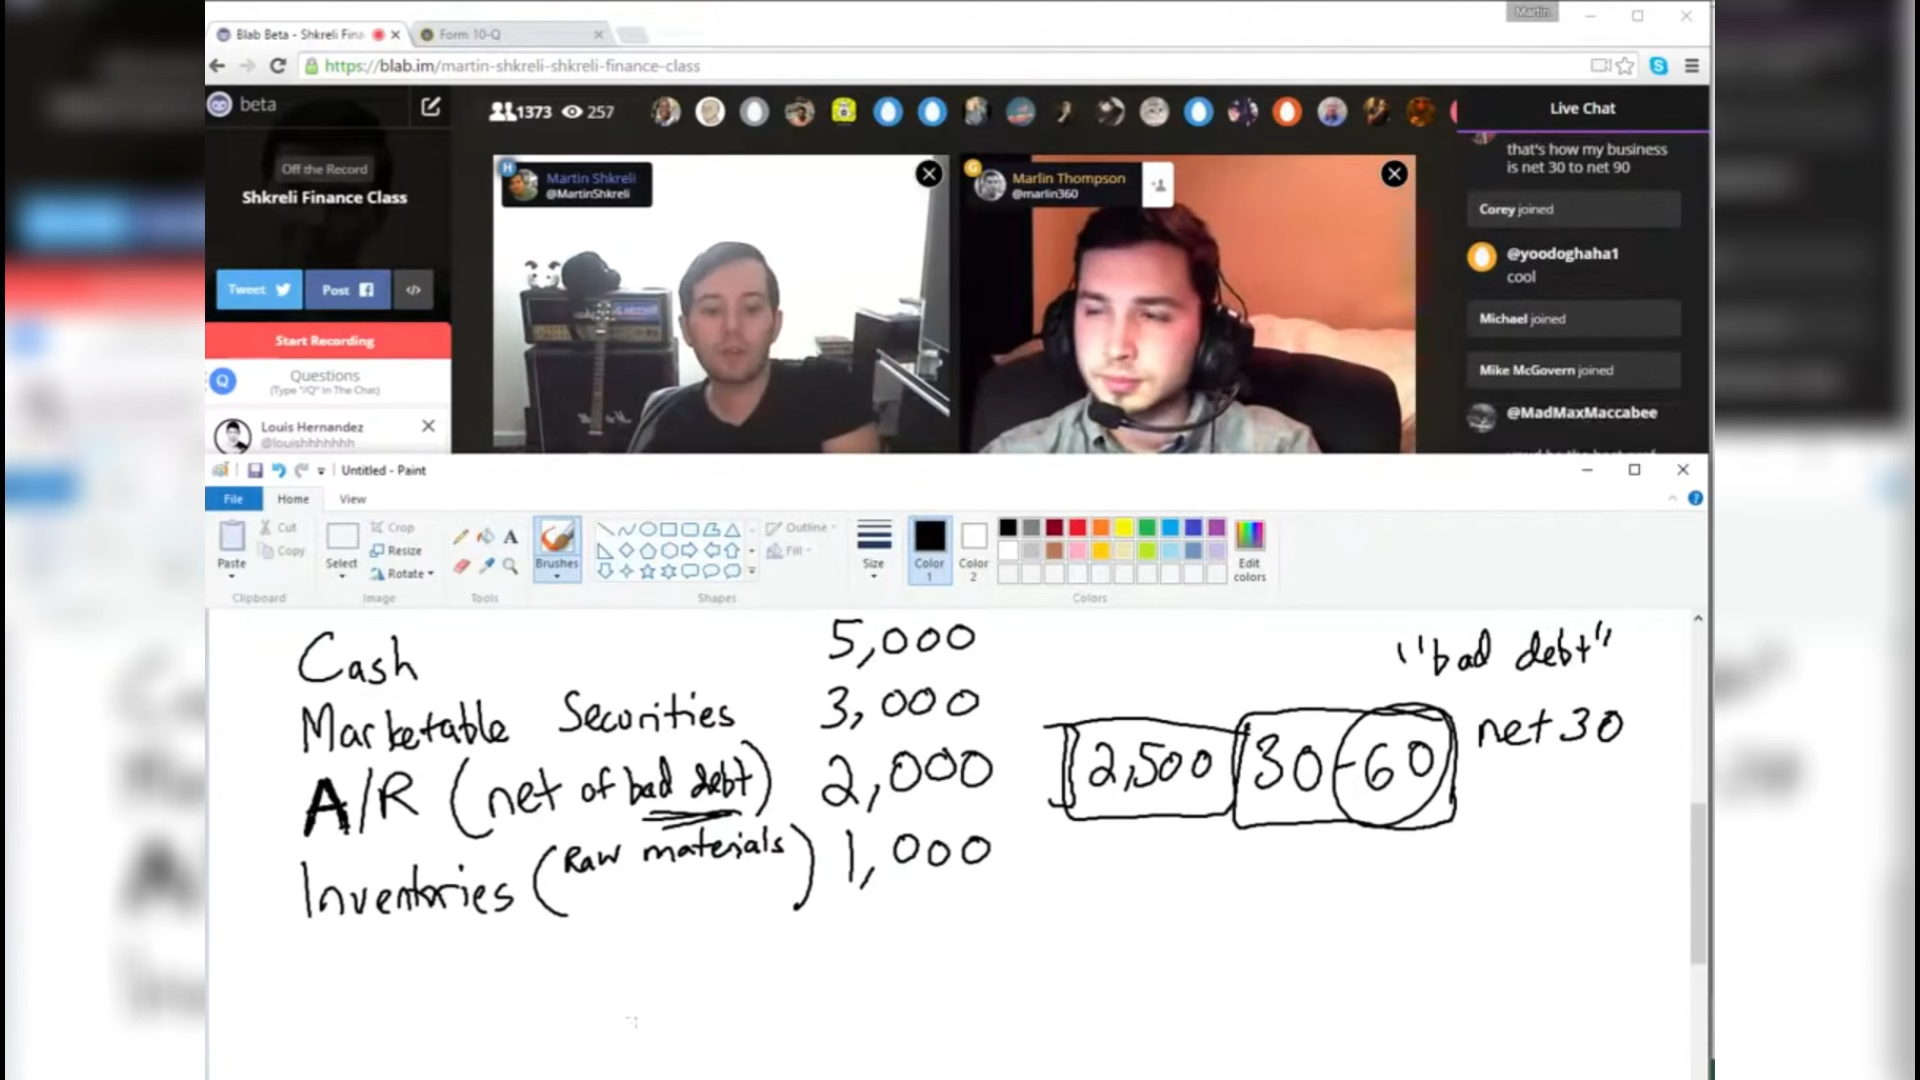 Martin
Blab Beta - Shkreli Fina
Form 10-Q
https://blab.im/martin-shkreli-shkreli-finance-class
beta
1373 257
Live Chat
Off the Record
Shkreli Finance Class
Tweet
Post
</>
Start Recording
Q
Questions
(Type "/Q" In The Chat)
Louis Hernandez
@louishhhhhhh
H
Martin Shkreli
@MartinShkreli
G
Marlin Thompson
@marlin360
that's how my business
is net 30 to net 90
Corey joined
@yoodoghaha1
cool
Michael joined
Mike McGovern joined
@MadMaxMaccabee
Untitled - Paint
File Home View
Paste
Cut
Copy
Clipboard
Select
Crop
Resize
Rotate
Image
A
Tools
Brushes
Outline
Fill
Shapes
Size
Color
1
Color
2
Edit
colors
Colors
Cash 5,000
Marketable Securities 3,000
A/R (net of bad debt) 2,000
Inventories (Raw materials) 1,000
2,500 30-60
"bad debt"
net 30